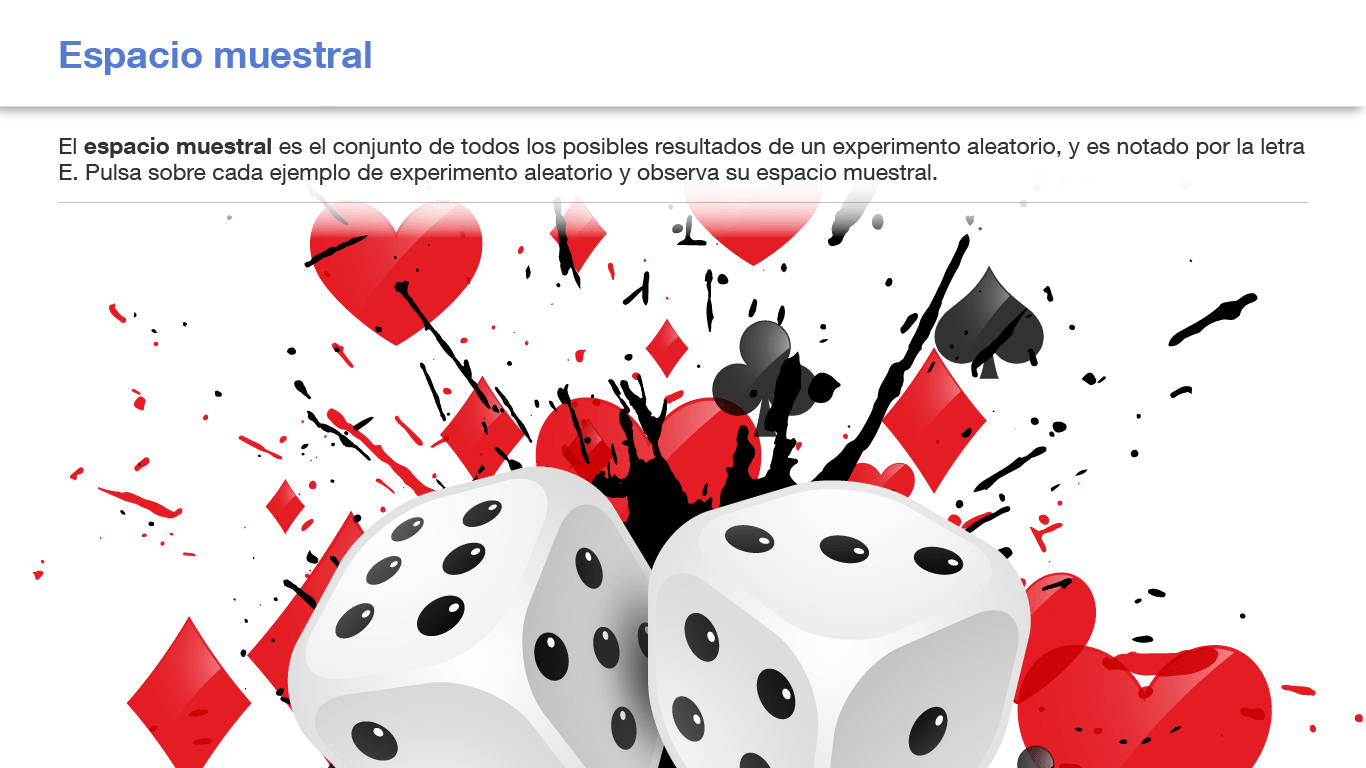 Espacio muestral
El espacio muestral es el conjunto de todos los posibles resultados de un experimento aleatorio, y es notado por la letra
E. Pulsa sobre cada ejemplo de experimento aleatorio y observa su espacio muestral.